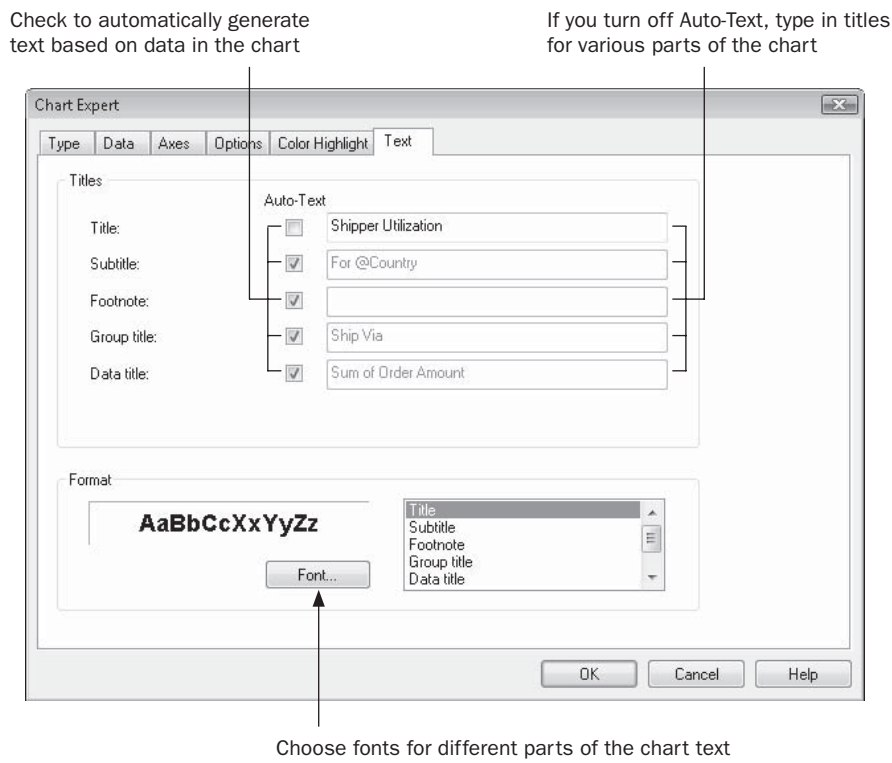 Check to automatically generate
text based on data in the chart
If you turn off Auto-Text, type in titles
for various parts of the chart
Chart Expert
Type Data Axes Options Color Highlight Text
Titles
Auto-Text
Title: Shipper Utilization
Subtitle: For @Country
Footnote:
Group title: Ship Via
Data title: Sum of Order Amount
Format
AaBbCcXxYyZz
Font...
Title
Subtitle
Footnote
Group title
Data title
OK Cancel Help
Choose fonts for different parts of the chart text